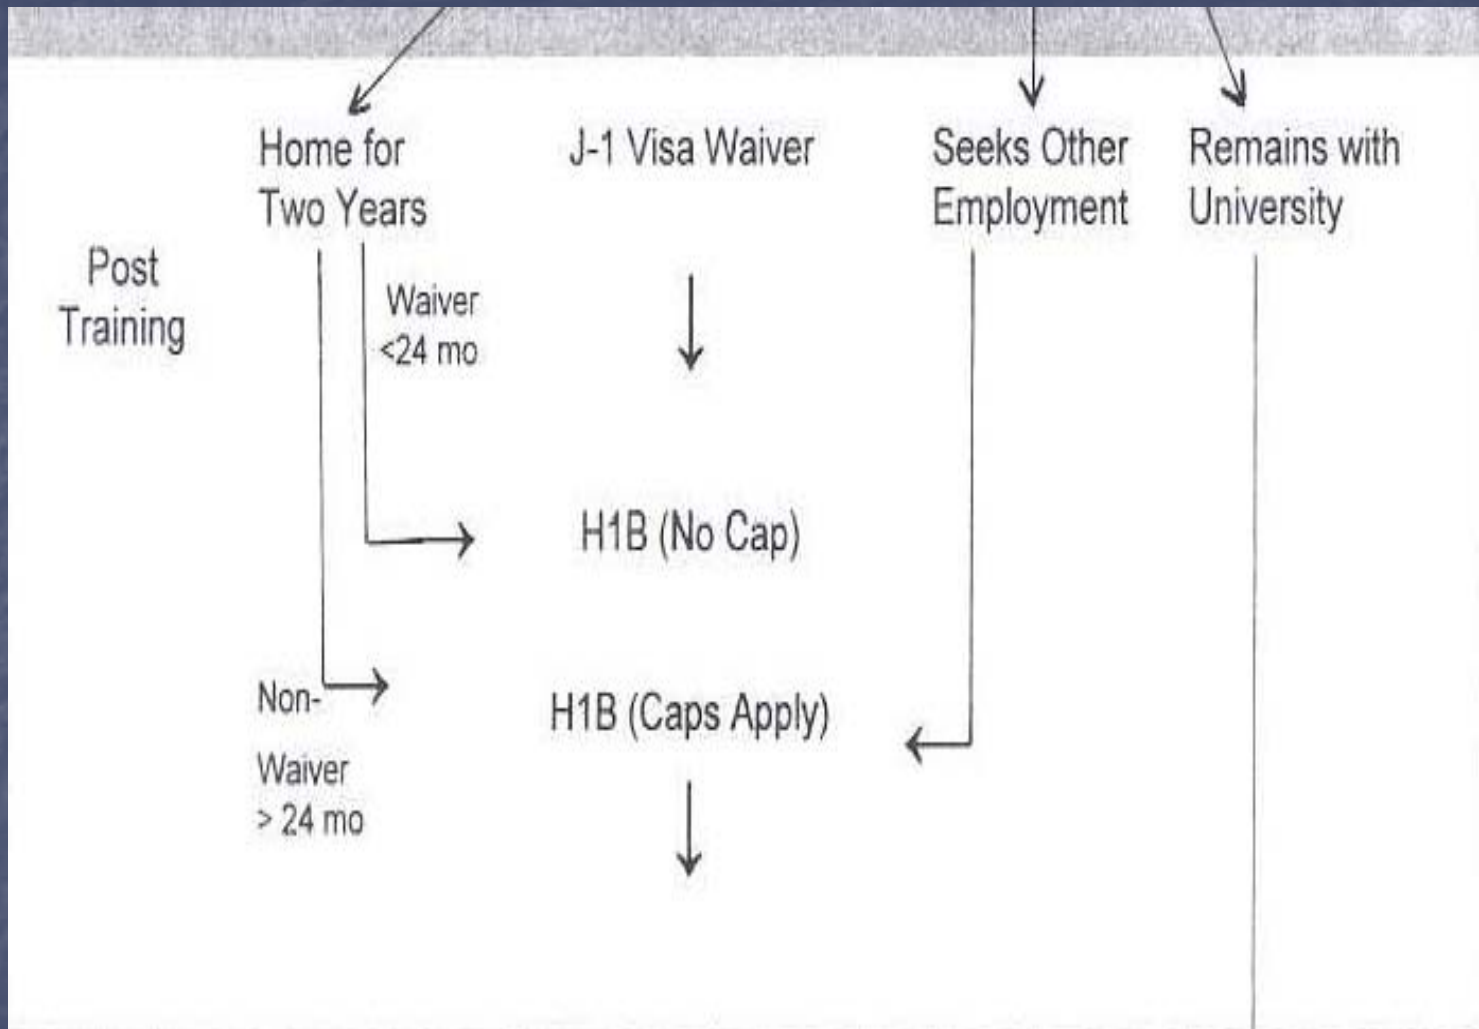 Home for
Two Years
J-1 Visa Waiver
Seeks Other
Employment
Remains with
University
Post
Training
Waiver
<24 mo
H1B (No Cap)
Non-
Waiver
> 24 mo
H1B (Caps Apply)